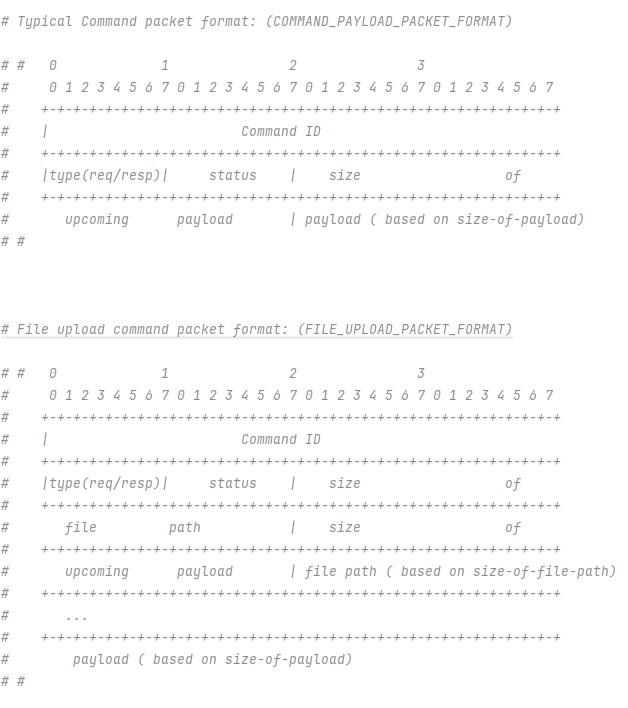 # Typical Command packet format: (COMMAND_PAYLOAD_PACKET_FORMAT)
# #   0             1               2               3
#     0 1 2 3 4 5 6 7 0 1 2 3 4 5 6 7 0 1 2 3 4 5 6 7 0 1 2 3 4 5 6 7
#    +-+-+-+-+-+-+-+-+-+-+-+-+-+-+-+-+-+-+-+-+-+-+-+-+-+-+-+-+-+-+-+-+
#    |                        Command ID
#    +-+-+-+-+-+-+-+-+-+-+-+-+-+-+-+-+-+-+-+-+-+-+-+-+-+-+-+-+-+-+-+-+
#    |type(req/resp)|     status    |    size                  of
#    +-+-+-+-+-+-+-+-+-+-+-+-+-+-+-+-+-+-+-+-+-+-+-+-+-+-+-+-+-+-+-+-+
#       upcoming      payload       | payload ( based on size-of-payload)
# #
# File upload command packet format: (FILE_UPLOAD_PACKET_FORMAT)
# #   0             1               2               3
#     0 1 2 3 4 5 6 7 0 1 2 3 4 5 6 7 0 1 2 3 4 5 6 7 0 1 2 3 4 5 6 7
#    +-+-+-+-+-+-+-+-+-+-+-+-+-+-+-+-+-+-+-+-+-+-+-+-+-+-+-+-+-+-+-+-+
#    |                        Command ID
#    +-+-+-+-+-+-+-+-+-+-+-+-+-+-+-+-+-+-+-+-+-+-+-+-+-+-+-+-+-+-+-+-+
#    |type(req/resp)|     status    |    size                  of
#    +-+-+-+-+-+-+-+-+-+-+-+-+-+-+-+-+-+-+-+-+-+-+-+-+-+-+-+-+-+-+-+-+
#       file         path           |    size                  of
#    +-+-+-+-+-+-+-+-+-+-+-+-+-+-+-+-+-+-+-+-+-+-+-+-+-+-+-+-+-+-+-+-+
#       upcoming      payload       | file path ( based on size-of-file-path)
#    +-+-+-+-+-+-+-+-+-+-+-+-+-+-+-+-+-+-+-+-+-+-+-+-+-+-+-+-+-+-+-+-+
#       ...
#    +-+-+-+-+-+-+-+-+-+-+-+-+-+-+-+-+-+-+-+-+-+-+-+-+-+-+-+-+-+-+-+-+
#        payload ( based on size-of-payload)
# #